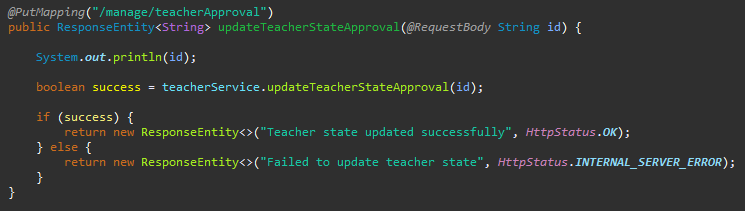 @PutMapping("/manage/teacherApproval")
public ResponseEntity<String> updateTeacherStateApproval(@RequestBody String id) {
System.out.println(id);
boolean success = teacherService.updateTeacherStateApproval(id);
if (success) {
return new ResponseEntity<>("Teacher state updated successfully", HttpStatus.OK);
} else {
return new ResponseEntity<>("Failed to update teacher state", HttpStatus.INTERNAL_SERVER_ERROR);
}
}